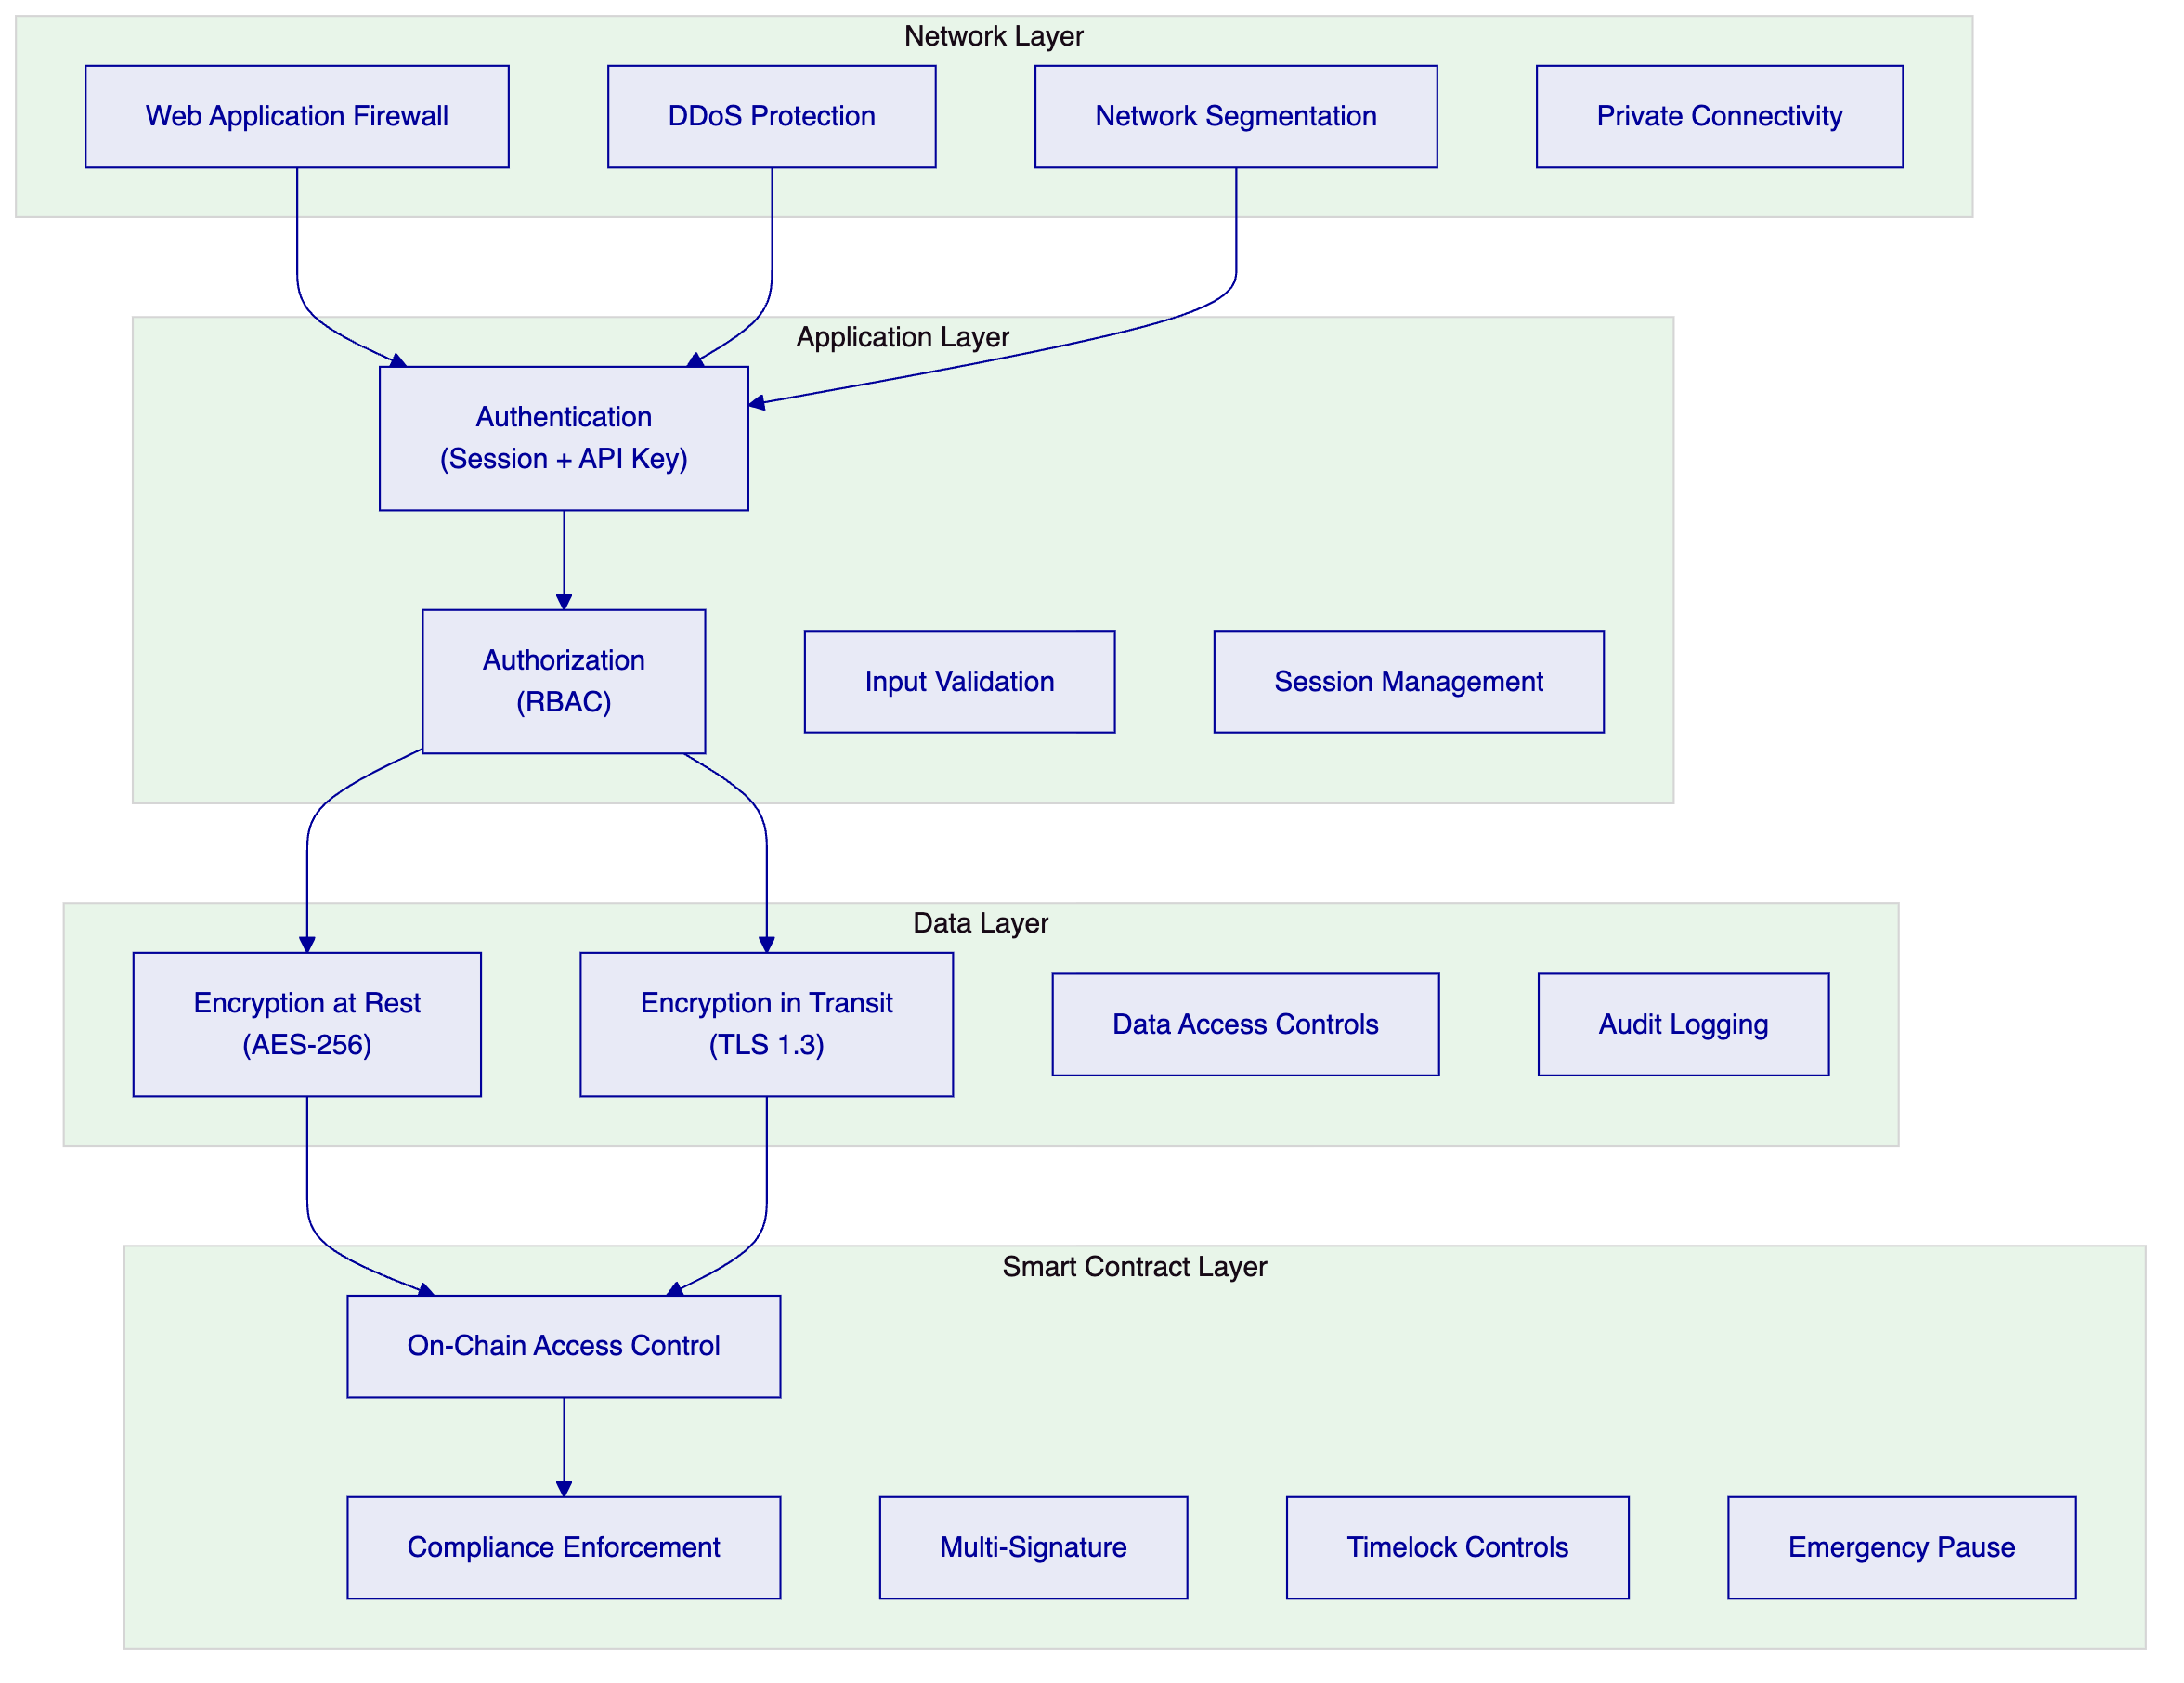 Network Layer
Web Application Firewall
DDoS Protection
Network Segmentation
Private Connectivity
Application Layer
Authentication
(Session + API Key)
Authorization
(RBAC)
Input Validation
Session Management
Data Layer
Encryption at Rest
(AES-256)
Encryption in Transit
(TLS 1.3)
Data Access Controls
Audit Logging
Smart Contract Layer
On-Chain Access Control
Compliance Enforcement
Multi-Signature
Timelock Controls
Emergency Pause